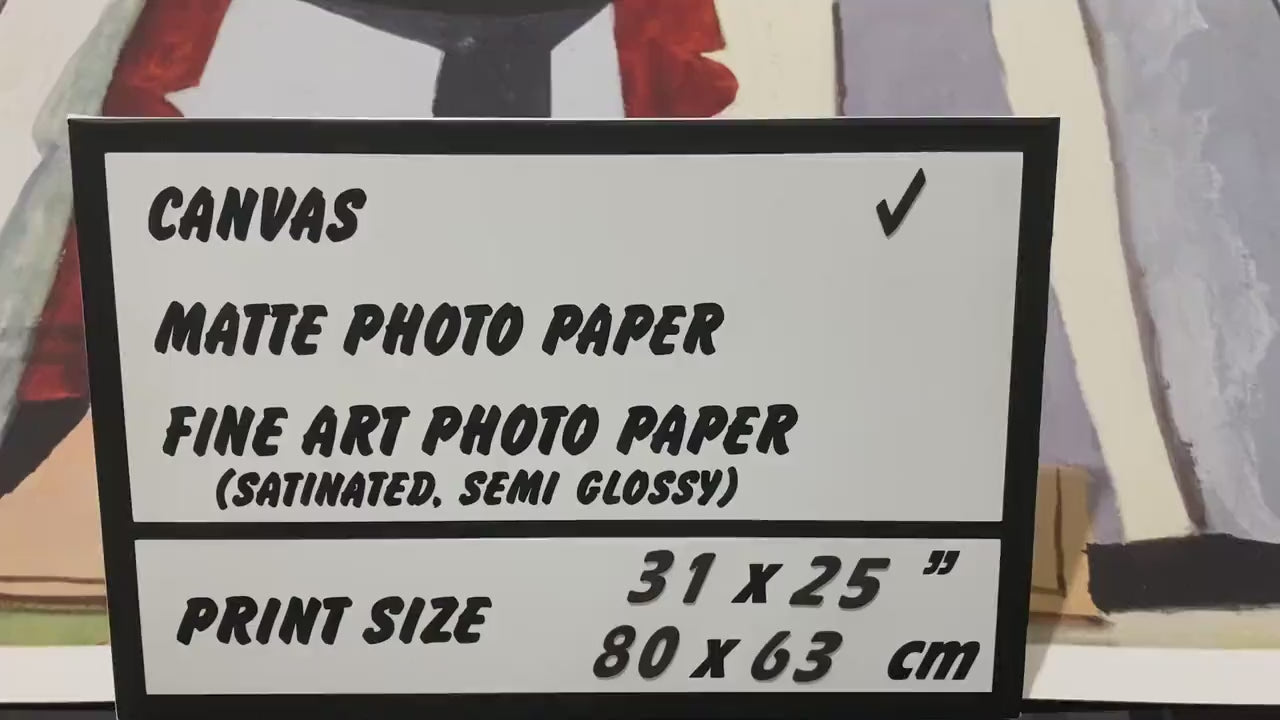 CANVAS ✓
MATTE PHOTO PAPER
FINE ART PHOTO PAPER
(SATINATED, SEMI GLOSSY)
PRINT SIZE
31 x 25 ”
80 x 63 cm